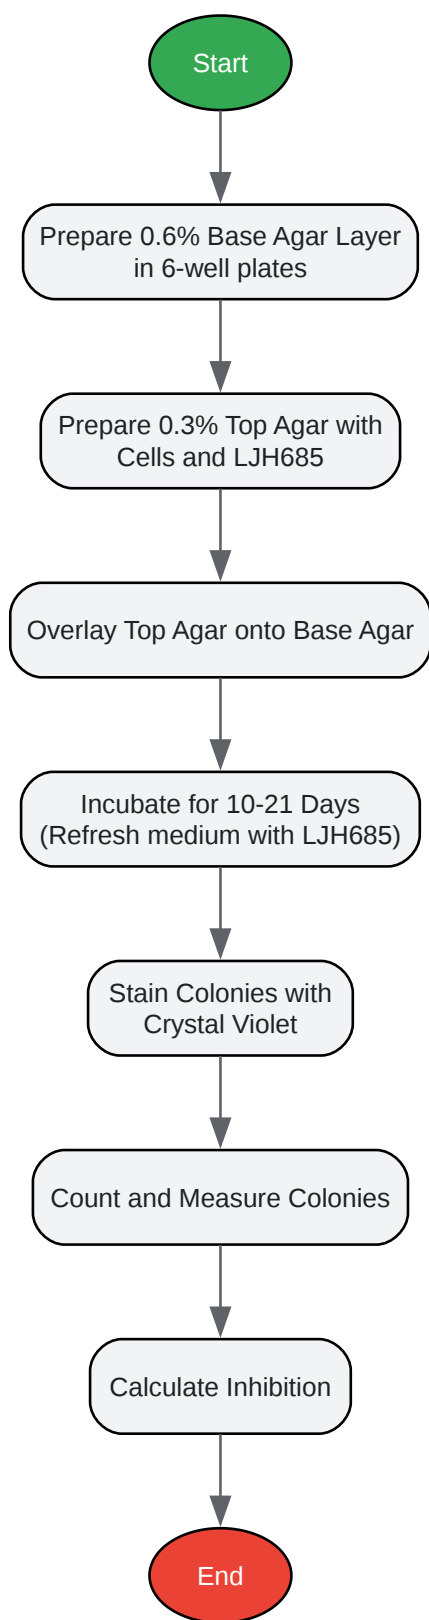 Start
Prepare 0.6% Base Agar Layer
in 6-well plates
Prepare 0.3% Top Agar with
Cells and LJH685
Overlay Top Agar onto Base Agar
Incubate for 10-21 Days
(Refresh medium with LJH685)
Stain Colonies with
Crystal Violet
Count and Measure Colonies
Calculate Inhibition
End